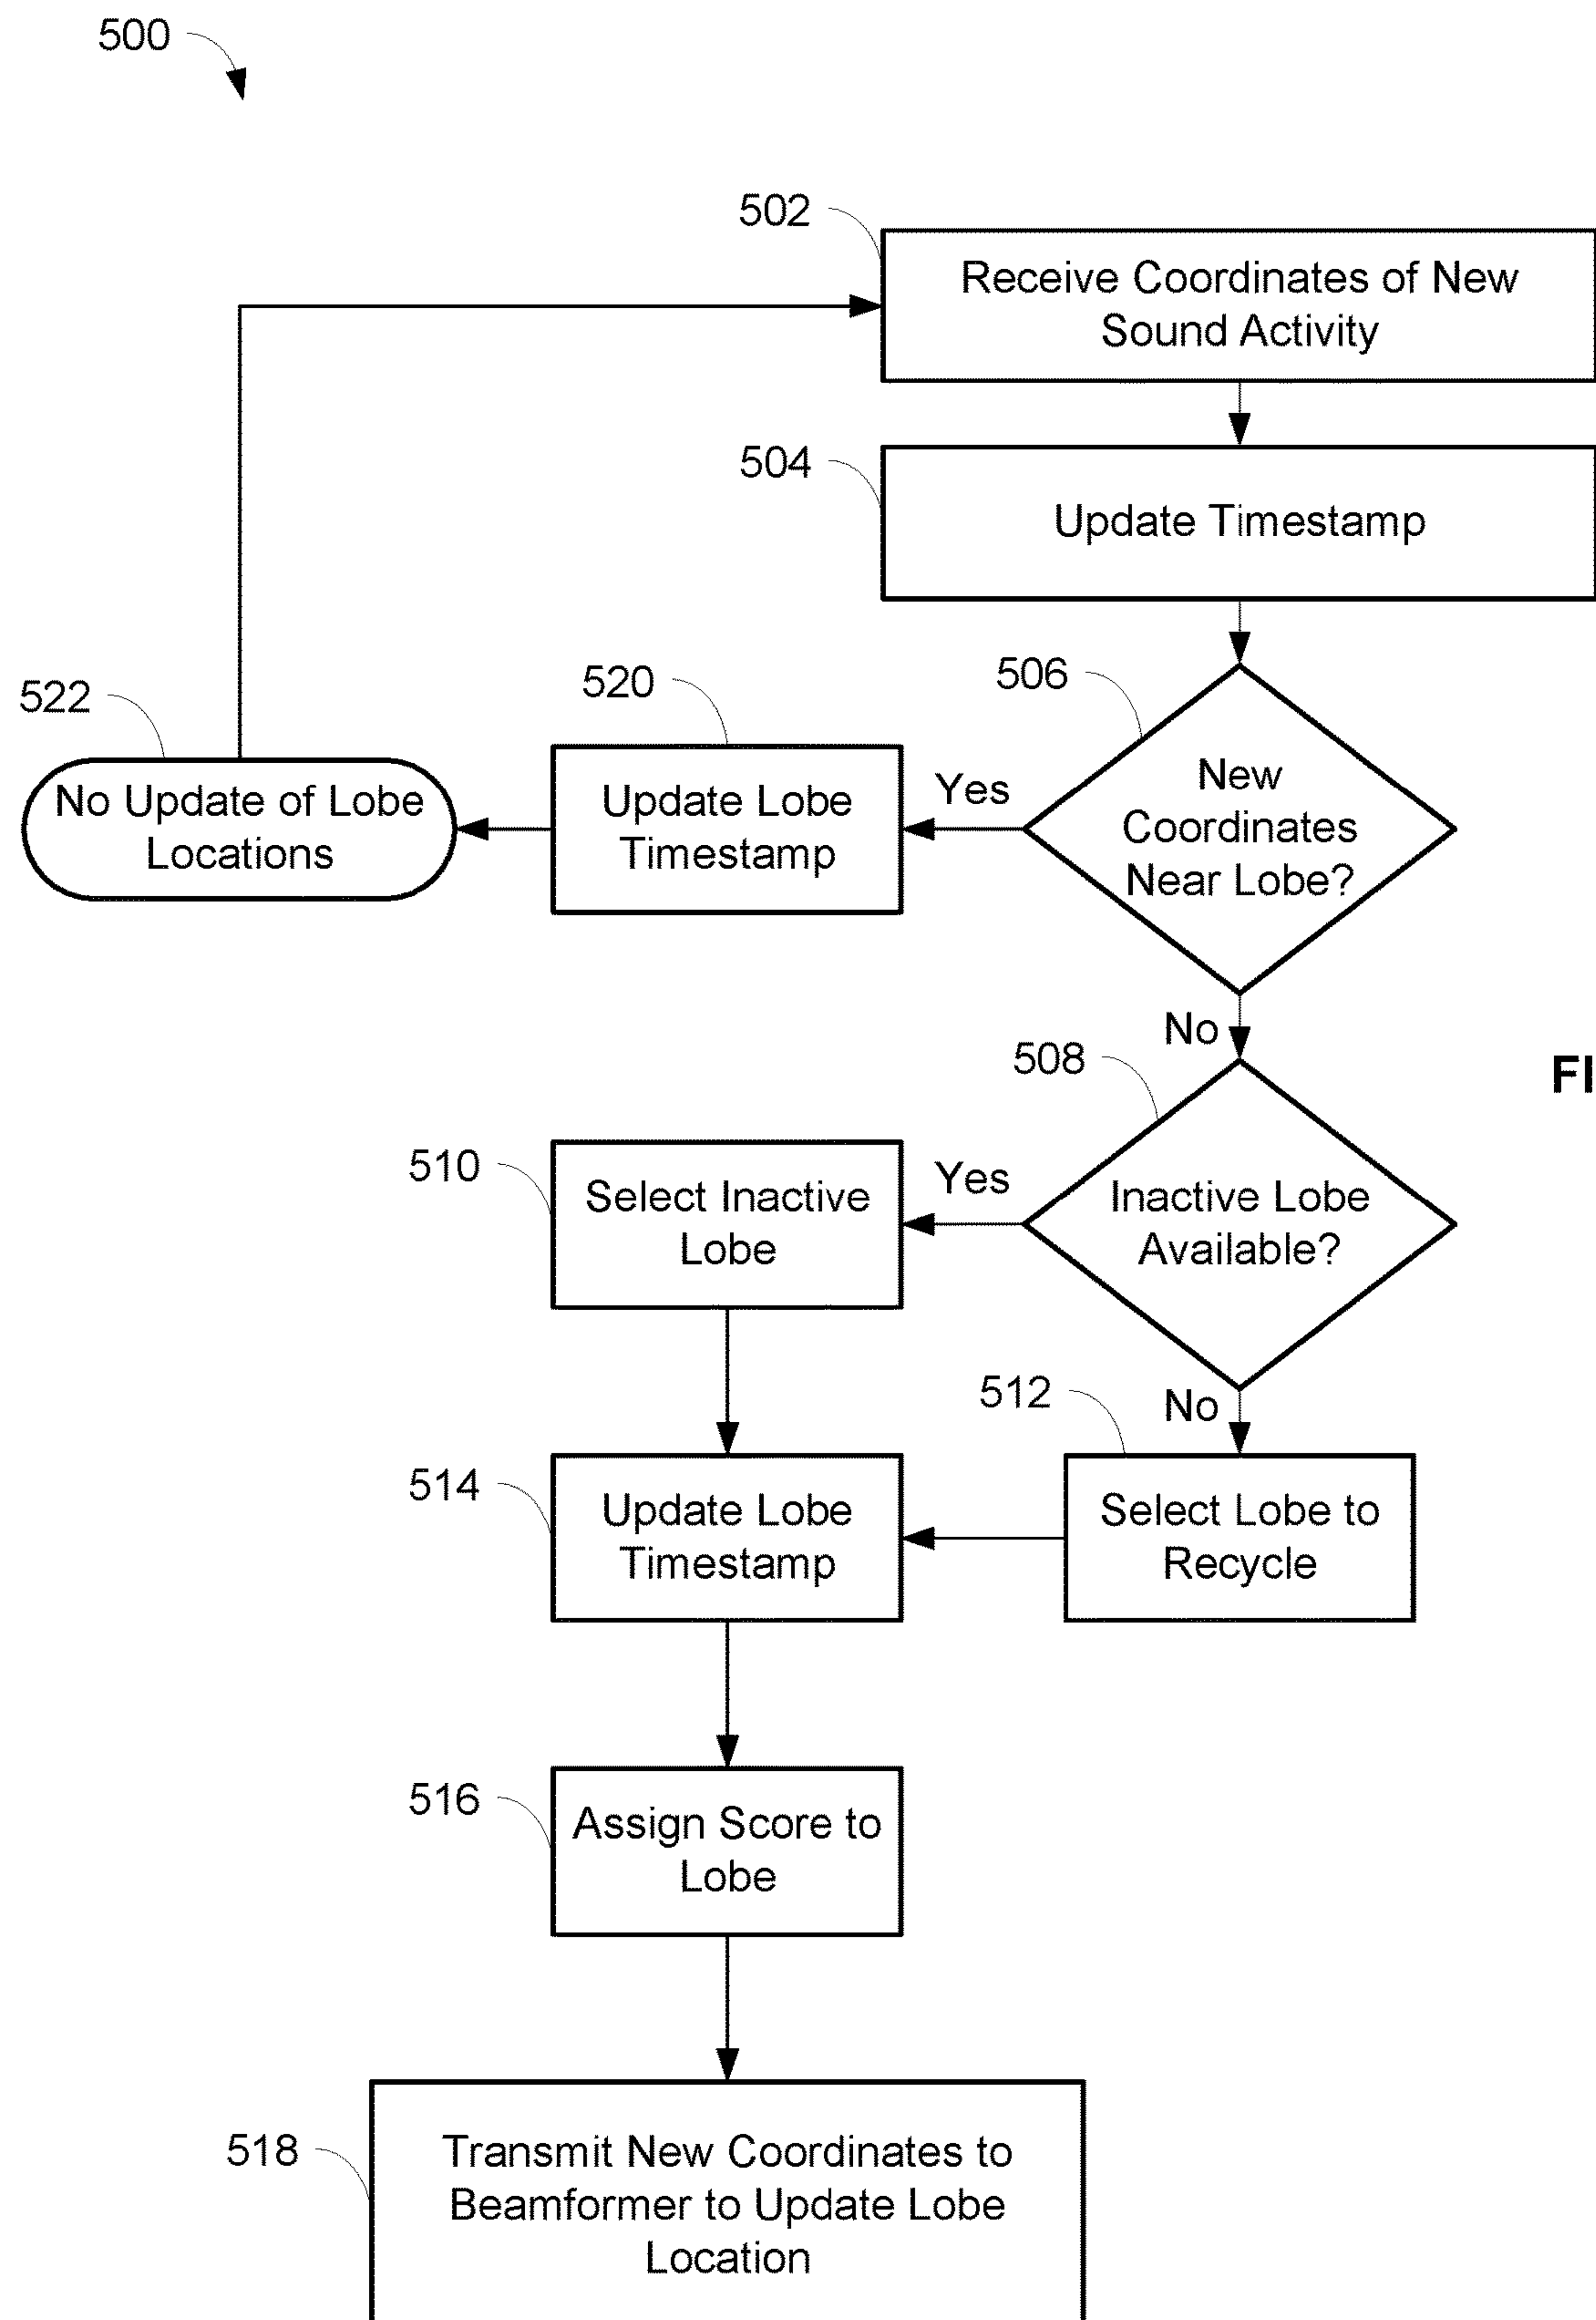 500
502
Receive Coordinates of New
Sound Activity
504
Update Timestamp
506
New
Coordinates
Near Lobe?
Yes
520
Update Lobe
Timestamp
522
No Update of Lobe
Locations
No
508
Inactive Lobe
Available?
FI
Yes
510
Select Inactive
Lobe
No
512
Select Lobe to
Recycle
514
Update Lobe
Timestamp
516
Assign Score to
Lobe
518
Transmit New Coordinates to
Beamformer to Update Lobe
Location